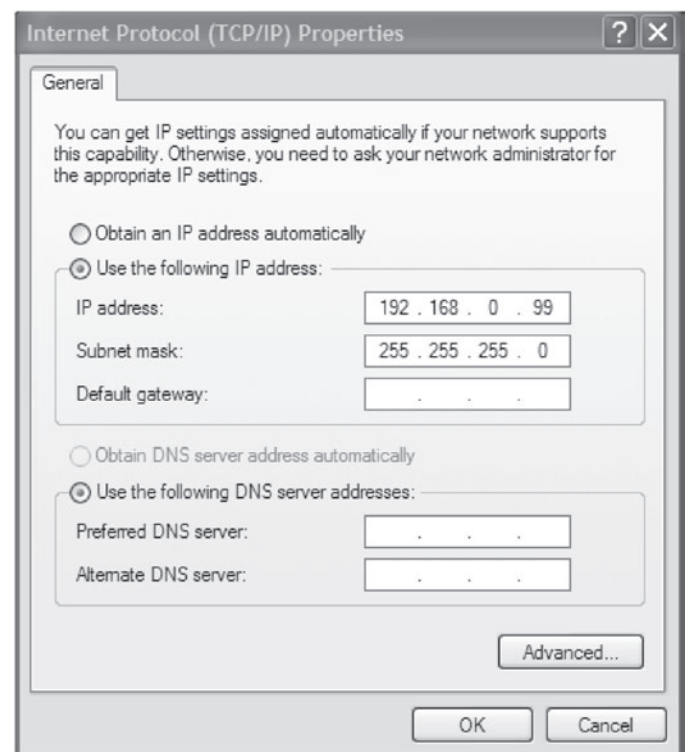 Internet Protocol (TCP/IP) Properties
General
You can get IP settings assigned automatically if your network supports
this capability. Otherwise, you need to ask your network administrator for
the appropriate IP settings.
Obtain an IP address automatically
Use the following IP address:
IP address: 192 . 168 . 0 . 99
Subnet mask: 255 . 255 . 255 . 0
Default gateway: . . .
Obtain DNS server address automatically
Use the following DNS server addresses:
Preferred DNS server: . . .
Alternate DNS server: . . .
Advanced...
OK Cancel